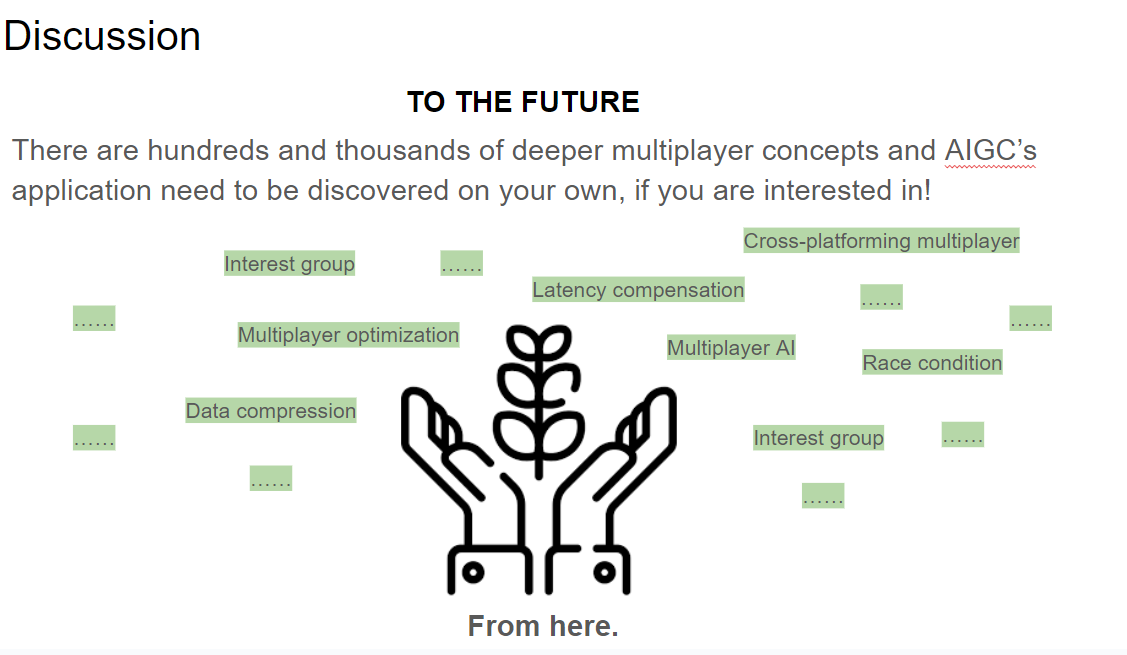 Discussion
TO THE FUTURE
There are hundreds and thousands of deeper multiplayer concepts and AIGC’s
application need to be discovered on your own, if you are interested in!
Cross-platforming multiplayer
Interest group
......
Latency compensation
......
......
......
Multiplayer optimization
Multiplayer AI
Race condition
Data compression
......
Interest group
......
......
......
From here.